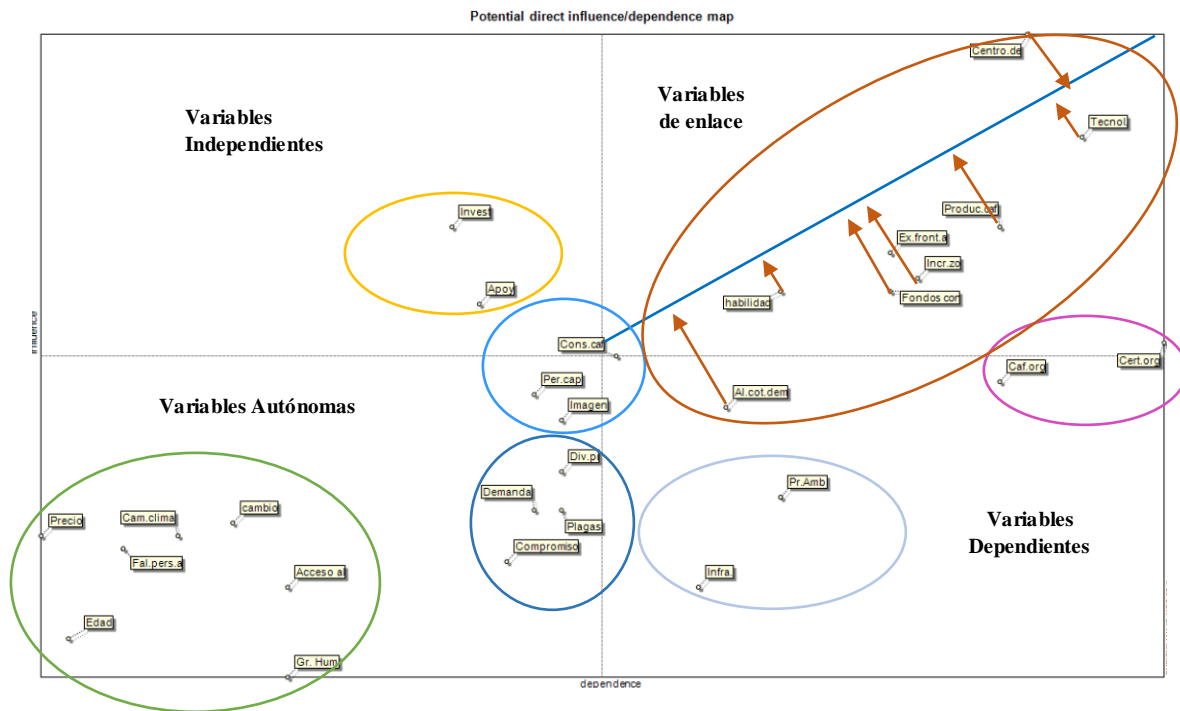 Potential direct influence/dependence map
Centro.de
Variables
de enlace
Variables
Independientes
Tecnol.
Invest
Produc.caf
Ex.front.a
Incr.zo
Apoy
habilidad
Fondos con
influence
Cons.caf
Cert.org
Caf.org
Per.cap
Al.cot.dem
Variables Autónomas
Imagen
Div.pr
Pr.Amb
Demanda
cambio
Precio
Cam.clima
Plagas
Variables
Dependientes
Compromiso
Fal.pers.a
Acceso al
Infra.
Edad
Gr. Hum
dependence